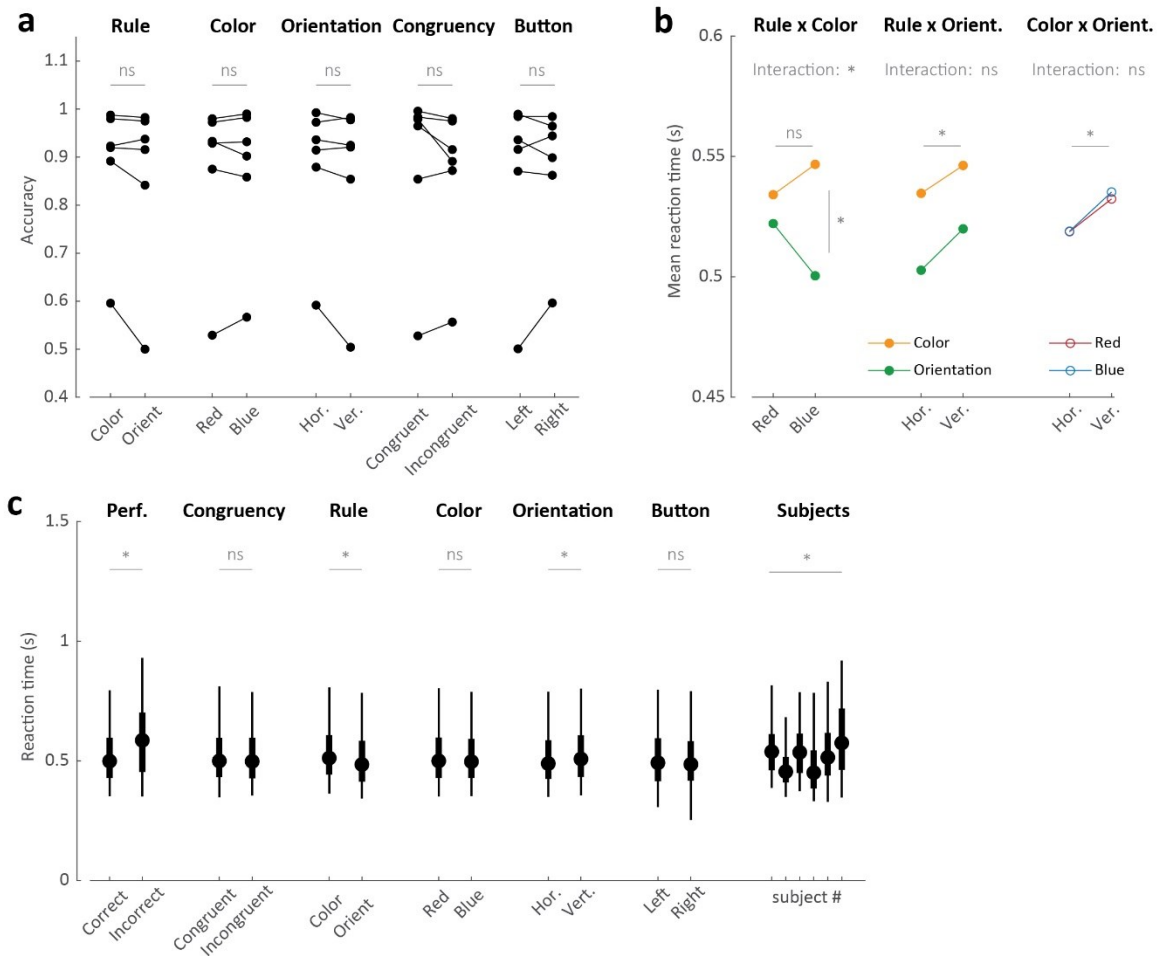 a
Rule Color Orientation Congruency Button
ns ns ns ns ns
1.1
1
0.9
0.8
0.7
0.6
0.5
0.4
Accuracy
Color Orient Red Blue Hor. Ver. Congruent Incongruent Left Right
b
Rule x Color Rule x Orient. Color x Orient.
0.6
Interaction: * Interaction: ns Interaction: ns
ns * *
0.55
*
0.5
0.45
Mean reaction time (s)
Color
Orientation
Red
Blue
Red Blue Hor. Ver. Hor. Ver.
c
Perf. Congruency Rule Color Orientation Button Subjects
1.5
* ns * ns * ns *
1
0.5
0
Reaction time (s)
Correct Incorrect Congruent Incongruent Color Orient Red Blue Hor. Vert. Left Right subject #